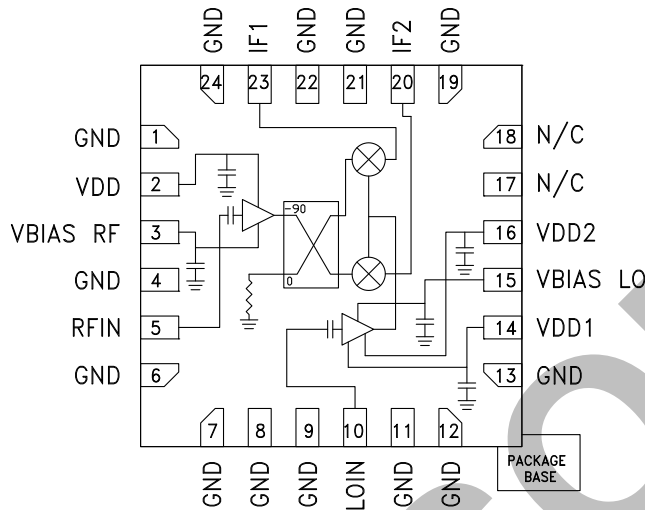 GND
IF1
GND
GND
IF2
GND
24
23
22
21
20
19
GND 1
18 N/C
VDD 2
17 N/C
VBIAS RF 3
16 VDD2
GND 4
15 VBIAS LO
RFIN 5
14 VDD1
GND 6
13 GND
-90
0
7
8
9
10
11
12
GND
GND
GND
LOIN
GND
GND
PACKAGE
BASE